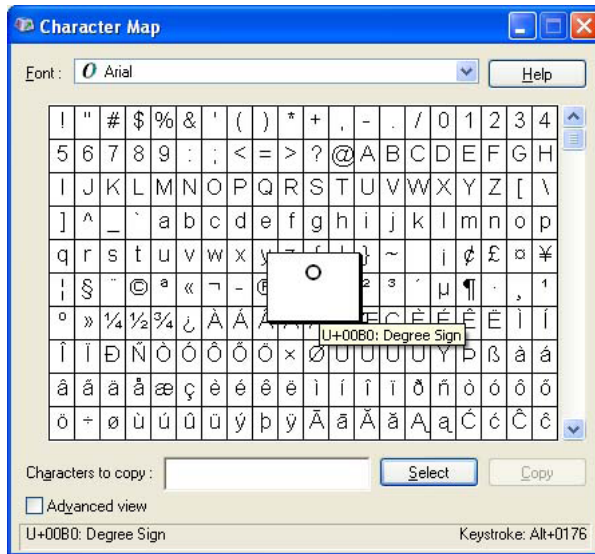 Character Map
Font : O Arial Help
! " # $ % & ' ( ) * + , - . / 0 1 2 3 4
5 6 7 8 9 : ; < = > ? @ A B C D E F G H
I J K L M N O P Q R S T U V W X Y Z [ \
] ^ _ ` a b c d e f g h i j k l m n o p
q r s t u v w x y } ~ ¡ ¢ £ ¤ ¥
¦ § ¨ © ª « ¬ - ® ° ² ³ ´ µ ¶ · ¸ ¹
º » ¼ ½ ¾ ¿ À Á Æ Ç È É Ê Ë Ì Í
U+00B0: Degree Sign
Î Ï Ð Ñ Ò Ó Ô Õ Ö × Ø Ý Þ ß à á
â ã ä å æ ç è é ê ë ì í î ï ð ñ ò ó ô õ
ö ÷ ø ù ú û ü ý þ ÿ Ā ā Ă ă Ą ą Ć ć Ĉ ĉ
Characters to copy : Select Copy
Advanced view
U+00B0: Degree Sign Keystroke: Alt+0176